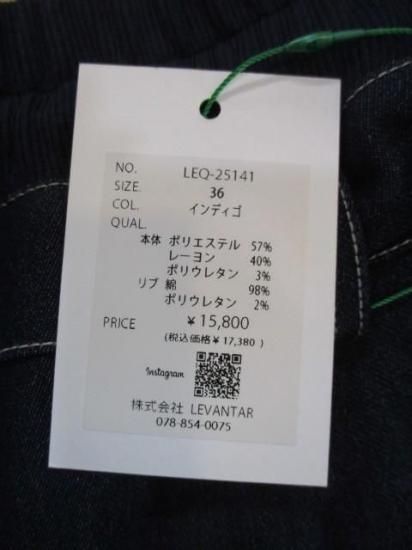 NO. LEQ-25141
SIZE. 36
COL. インディゴ
QUAL.
本体 ポリエステル 57%
レーヨン 40%
ポリウレタン 3%
リブ 綿 98%
ポリウレタン 2%
PRICE ¥15,800
(税込価格¥17,380)
Instagram
株式会社 LEVANTAR
078-854-0075